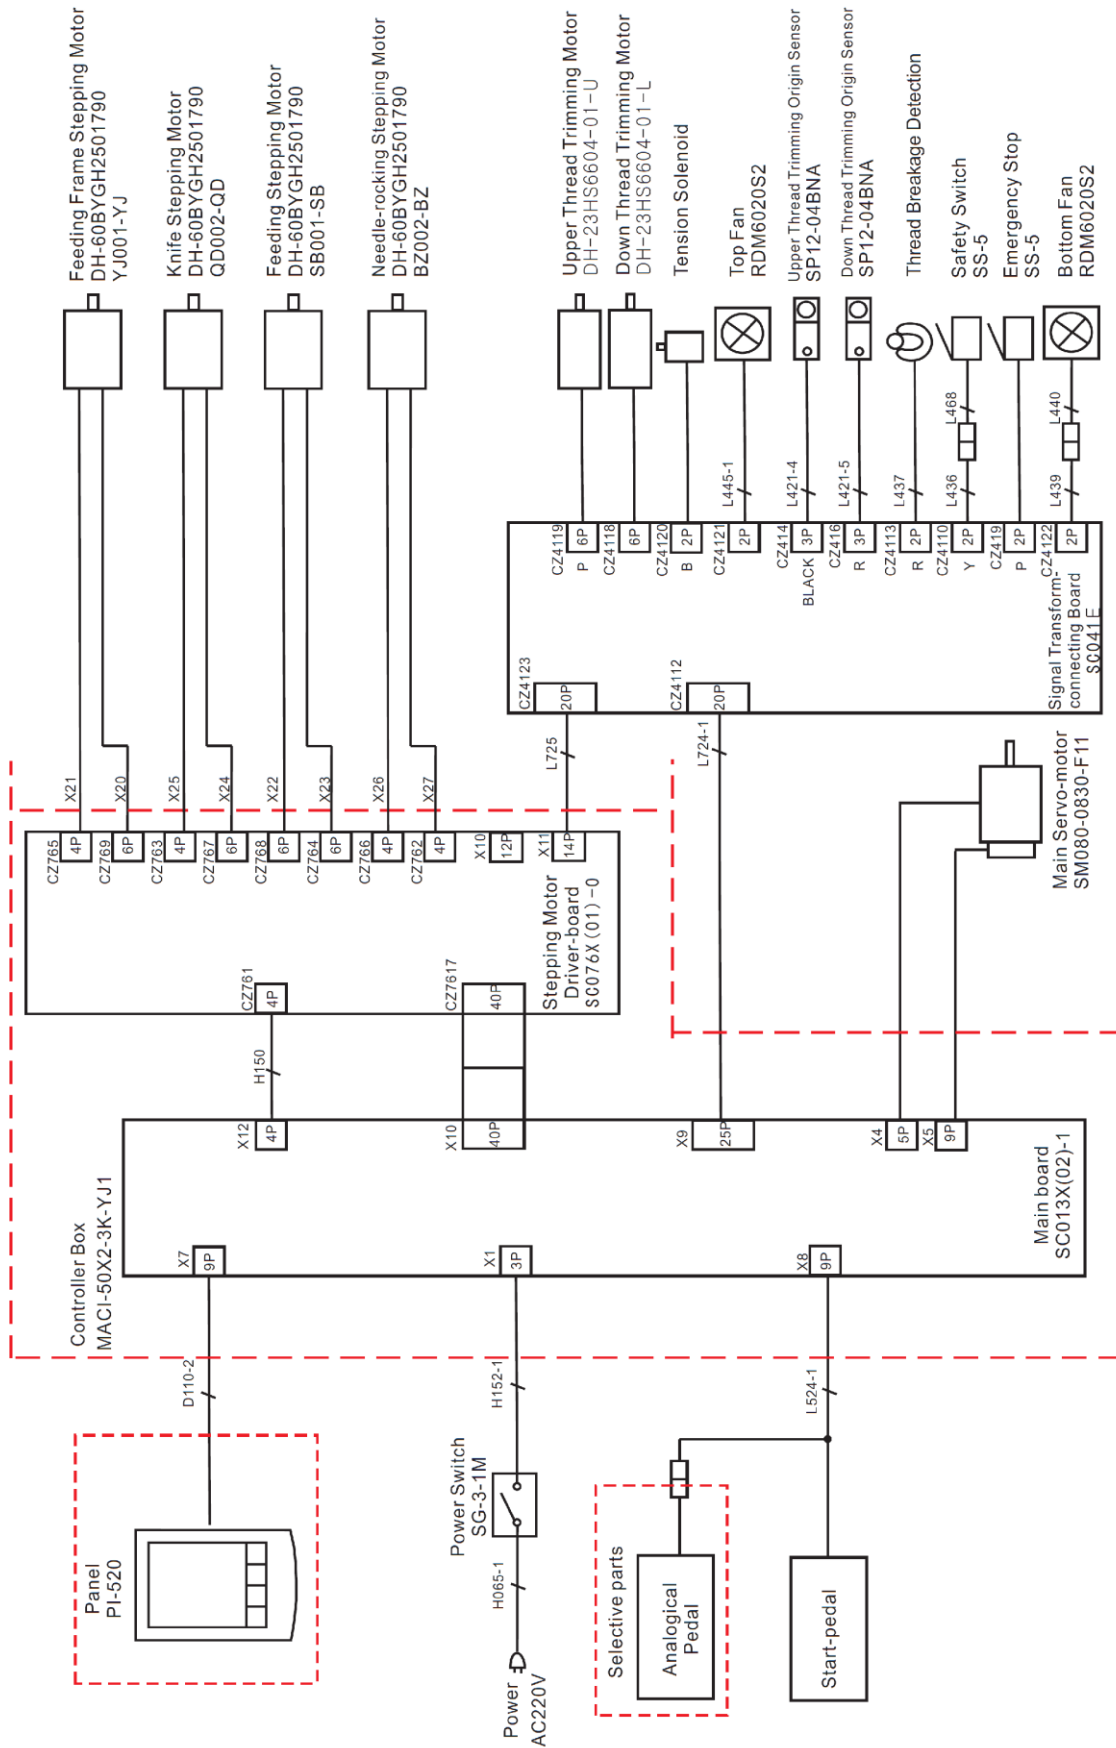 Feeding Frame Stepping Motor
DH-60BYGH2501790
YJ001-YJ
Knife Stepping Motor
DH-60BYGH2501790
QD002-QD
Feeding Stepping Motor
DH-60BYGH2501790
SB001-SB
Needle-rocking Stepping Motor
DH-60BYGH2501790
BZ002-BZ
Upper Thread Trimming Motor
DH-23HS6604-01-U
Down Thread Trimming Motor
DH-23HS6604-01-L
Tension Solenoid
Top Fan
RDM6020S2
Upper Thread Trimming Origin Sensor
SP12-04BNA
Down Thread Trimming Origin Sensor
SP12-04BNA
Thread Breakage Detection
Safety Switch
SS-5
Emergency Stop
SS-5
Bottom Fan
RDM6020S2
L445-1
L421-4
L421-5
L437
L436
L468
L439
L440
CZ4119
6P
P
CZ4118
6P
CZ4120
2P
B
CZ4121
2P
CZ414
3P
BLACK
CZ416
3P
R
CZ4113
2P
R
CZ4110
2P
Y
CZ419
2P
P
CZ4122
2P
Signal Transform-
connecting Board
SC041E
CZ4123
20P
CZ4112
20P
L725
L724-1
X21
X20
X25
X24
X22
X23
X26
X27
CZ765
4P
CZ769
6P
CZ763
4P
CZ767
6P
CZ768
6P
CZ764
6P
CZ766
4P
CZ762
4P
X10
12P
X11
14P
Stepping Motor
Driver-board
SC076X(01)-0
CZ761
4P
CZ7617
40P
H150
Main Servo-motor
SM080-0830-F11
X12
4P
X10
40P
X9
25P
X4
5P
X5
9P
Main board
SC013X(02)-1
X7
9P
X1
3P
X8
9P
Controller Box
MACI-50X2-3K-YJ1
D110-2
H152-1
L524-1
Panel
PI-520
Power Switch
SG-3-1M
H065-1
Power
AC220V
Selective parts
Analogical
Pedal
Start-pedal